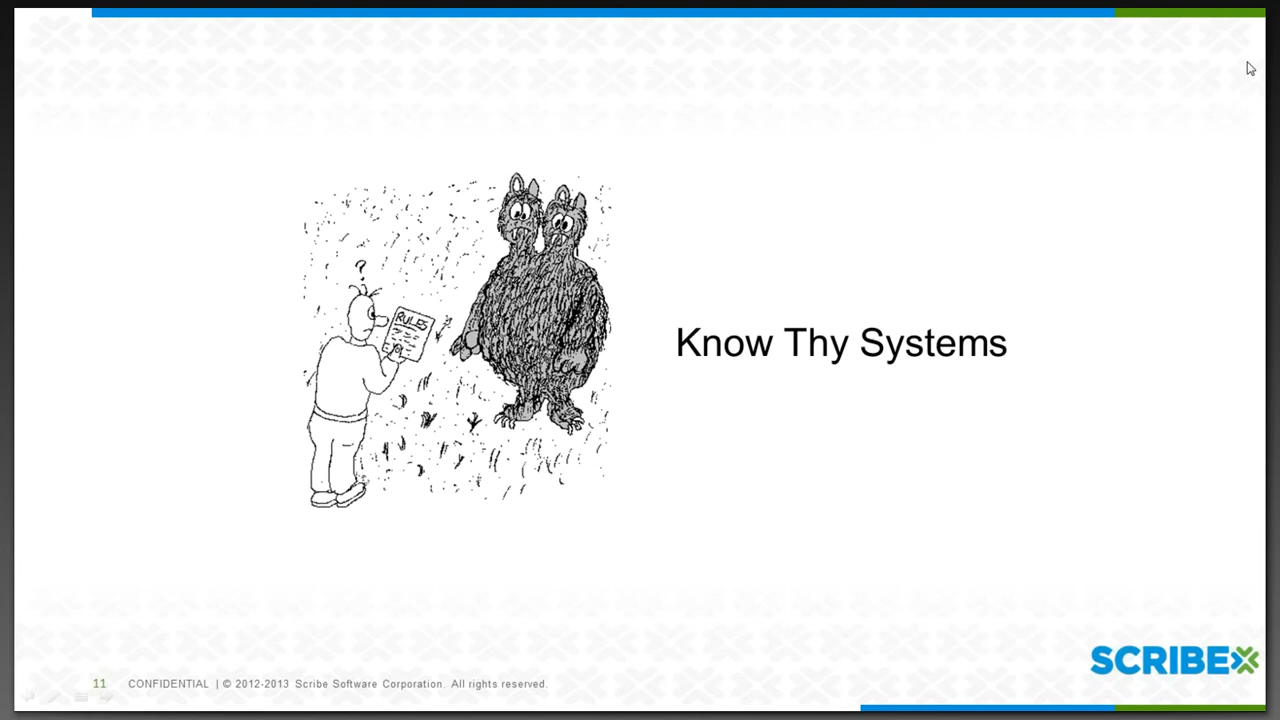 ?
RULES
Know Thy Systems
SCRIBE
11 CONFIDENTIAL | © 2012-2013 Scribe Software Corporation. All rights reserved.